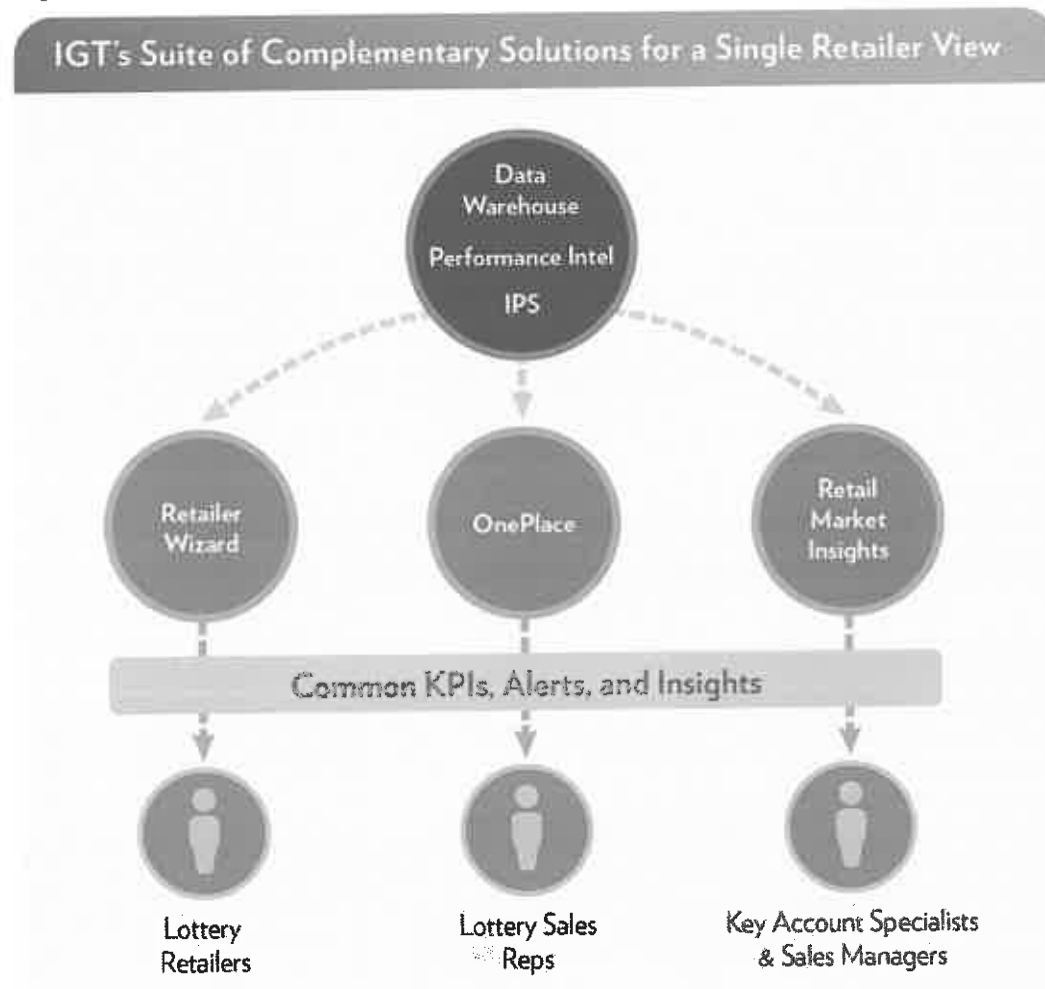 IGT's Suite of Complementary Solutions for a Single Retailer View
Data
Warehouse
Performance Intel
IPS
Retailer
Wizard
OnePlace
Retail
Market
Insights
Common KPIs, Alerts, and Insights
Lottery
Retailers
Lottery Sales
Reps
Key Account Specialists
& Sales Managers